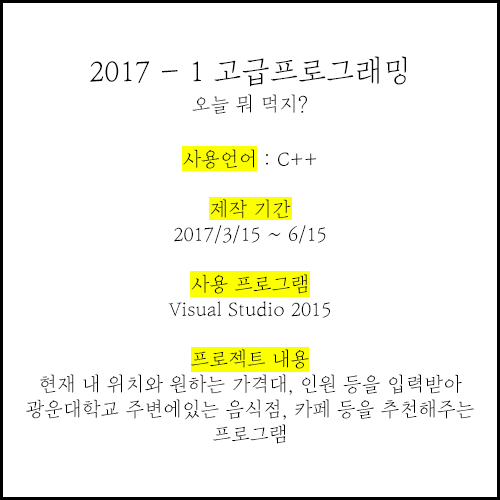 2017 - 1 고급프로그래밍
오늘 뭐 먹지?
사용언어 : C++
제작 기간
2017/3/15 ~ 6/15
사용 프로그램
Visual Studio 2015
프로젝트 내용
현재 내 위치와 원하는 가격대, 인원 등을 입력받아
광운대학교 주변에있는 음식점, 카페 등을 추천해주는
프로그램